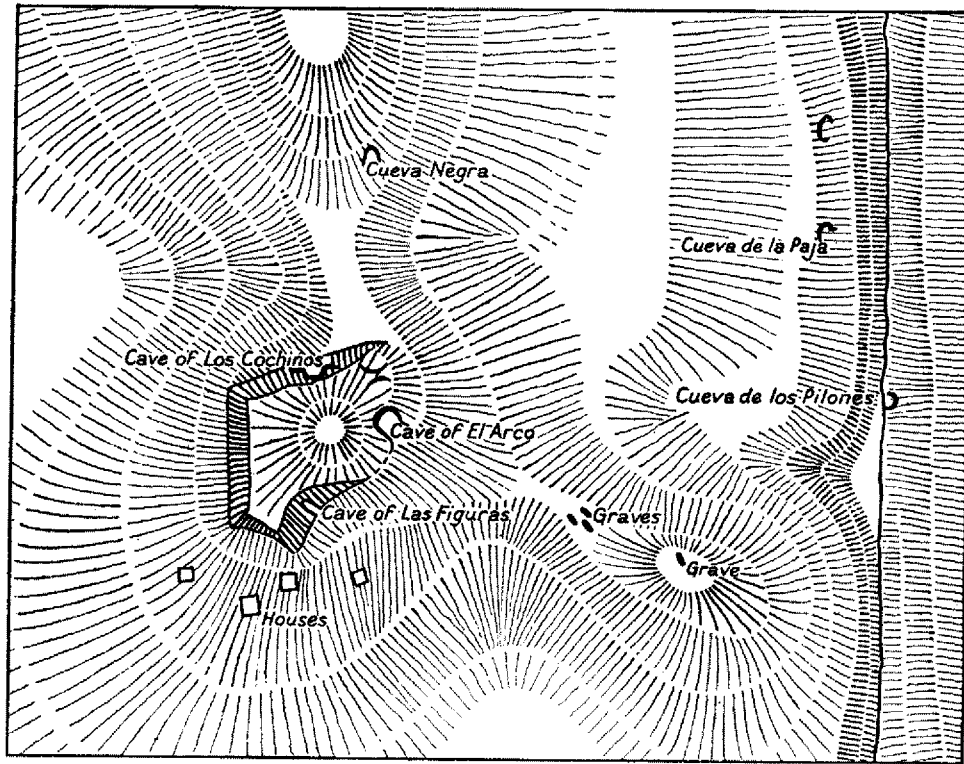 Cueva Negra
Cueva de la Paja
Cave of Los Cochinos
Cueva de los Pilones
Cave of El Arco
Cave of Las Figuras
Graves
Grave
Houses